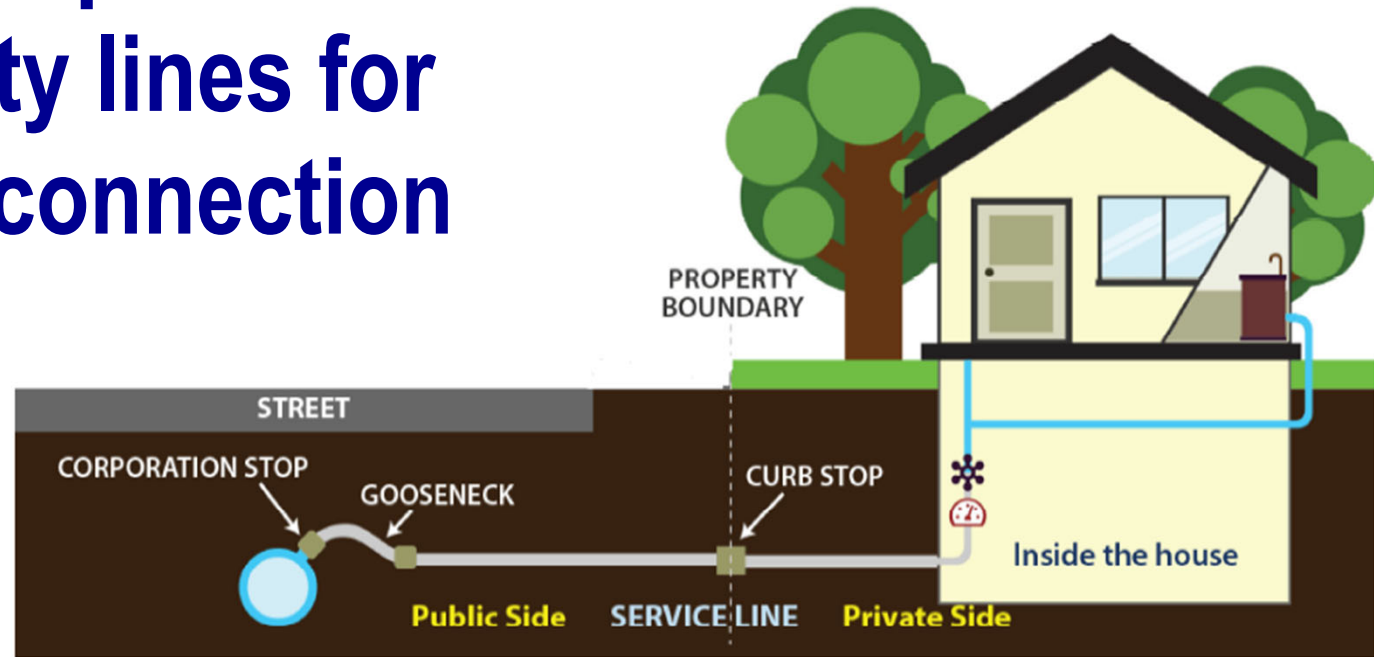 ty lines for
connection
PROPERTY
BOUNDARY
STREET
CORPORATION STOP
GOOSENECK
CURB STOP
Inside the house
Public Side SERVICE LINE Private Side